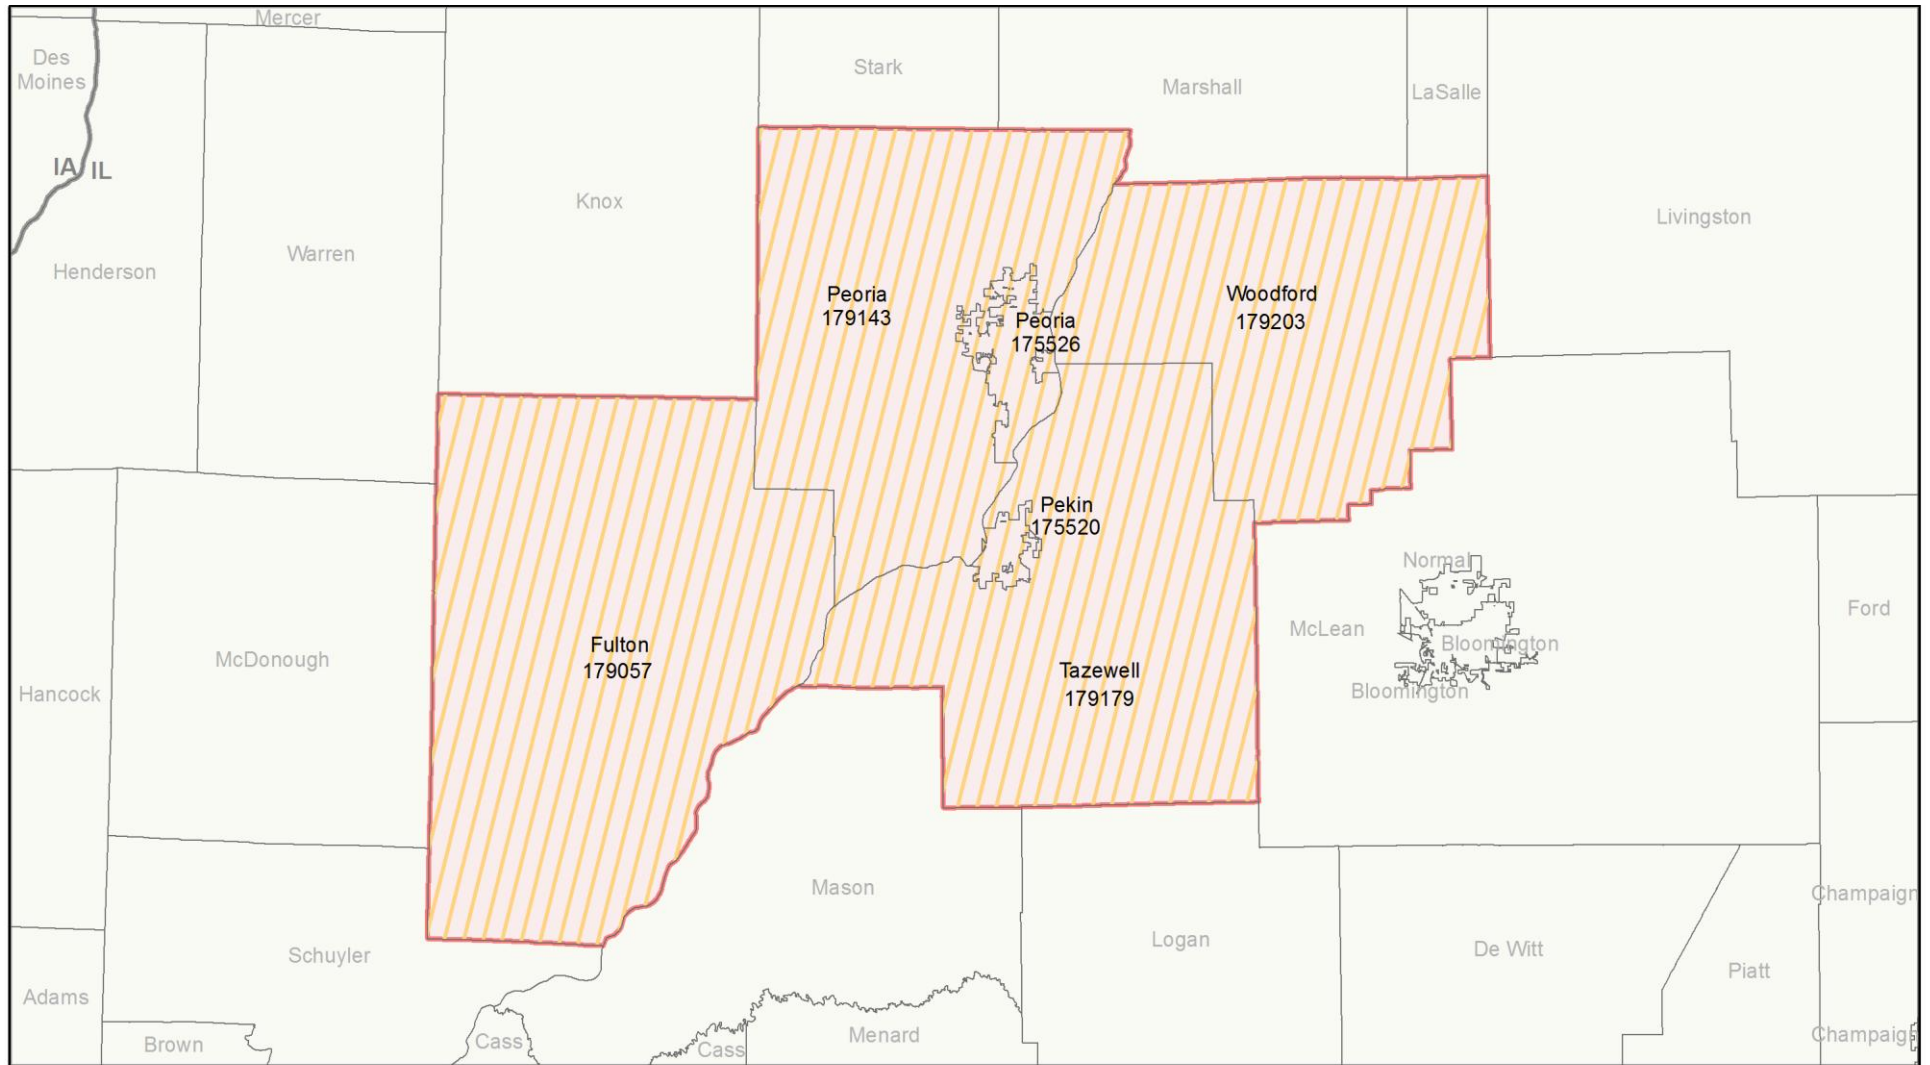 Mercer
Des
Moines
Stark
Marshall
LaSalle
IA
IL
Knox
Livingston
Warren
Henderson
Peoria
179143
Peoria
175526
Woodford
179203
Pekin
175520
Normal
Ford
McLean
Bloomington
Bloomington
McDonough
Fulton
179057
Tazewell
179179
Hancock
Mason
Champaign
Logan
De Witt
Schuyler
Piatt
Adams
Menard
Champaign
Brown
Cass
Cass